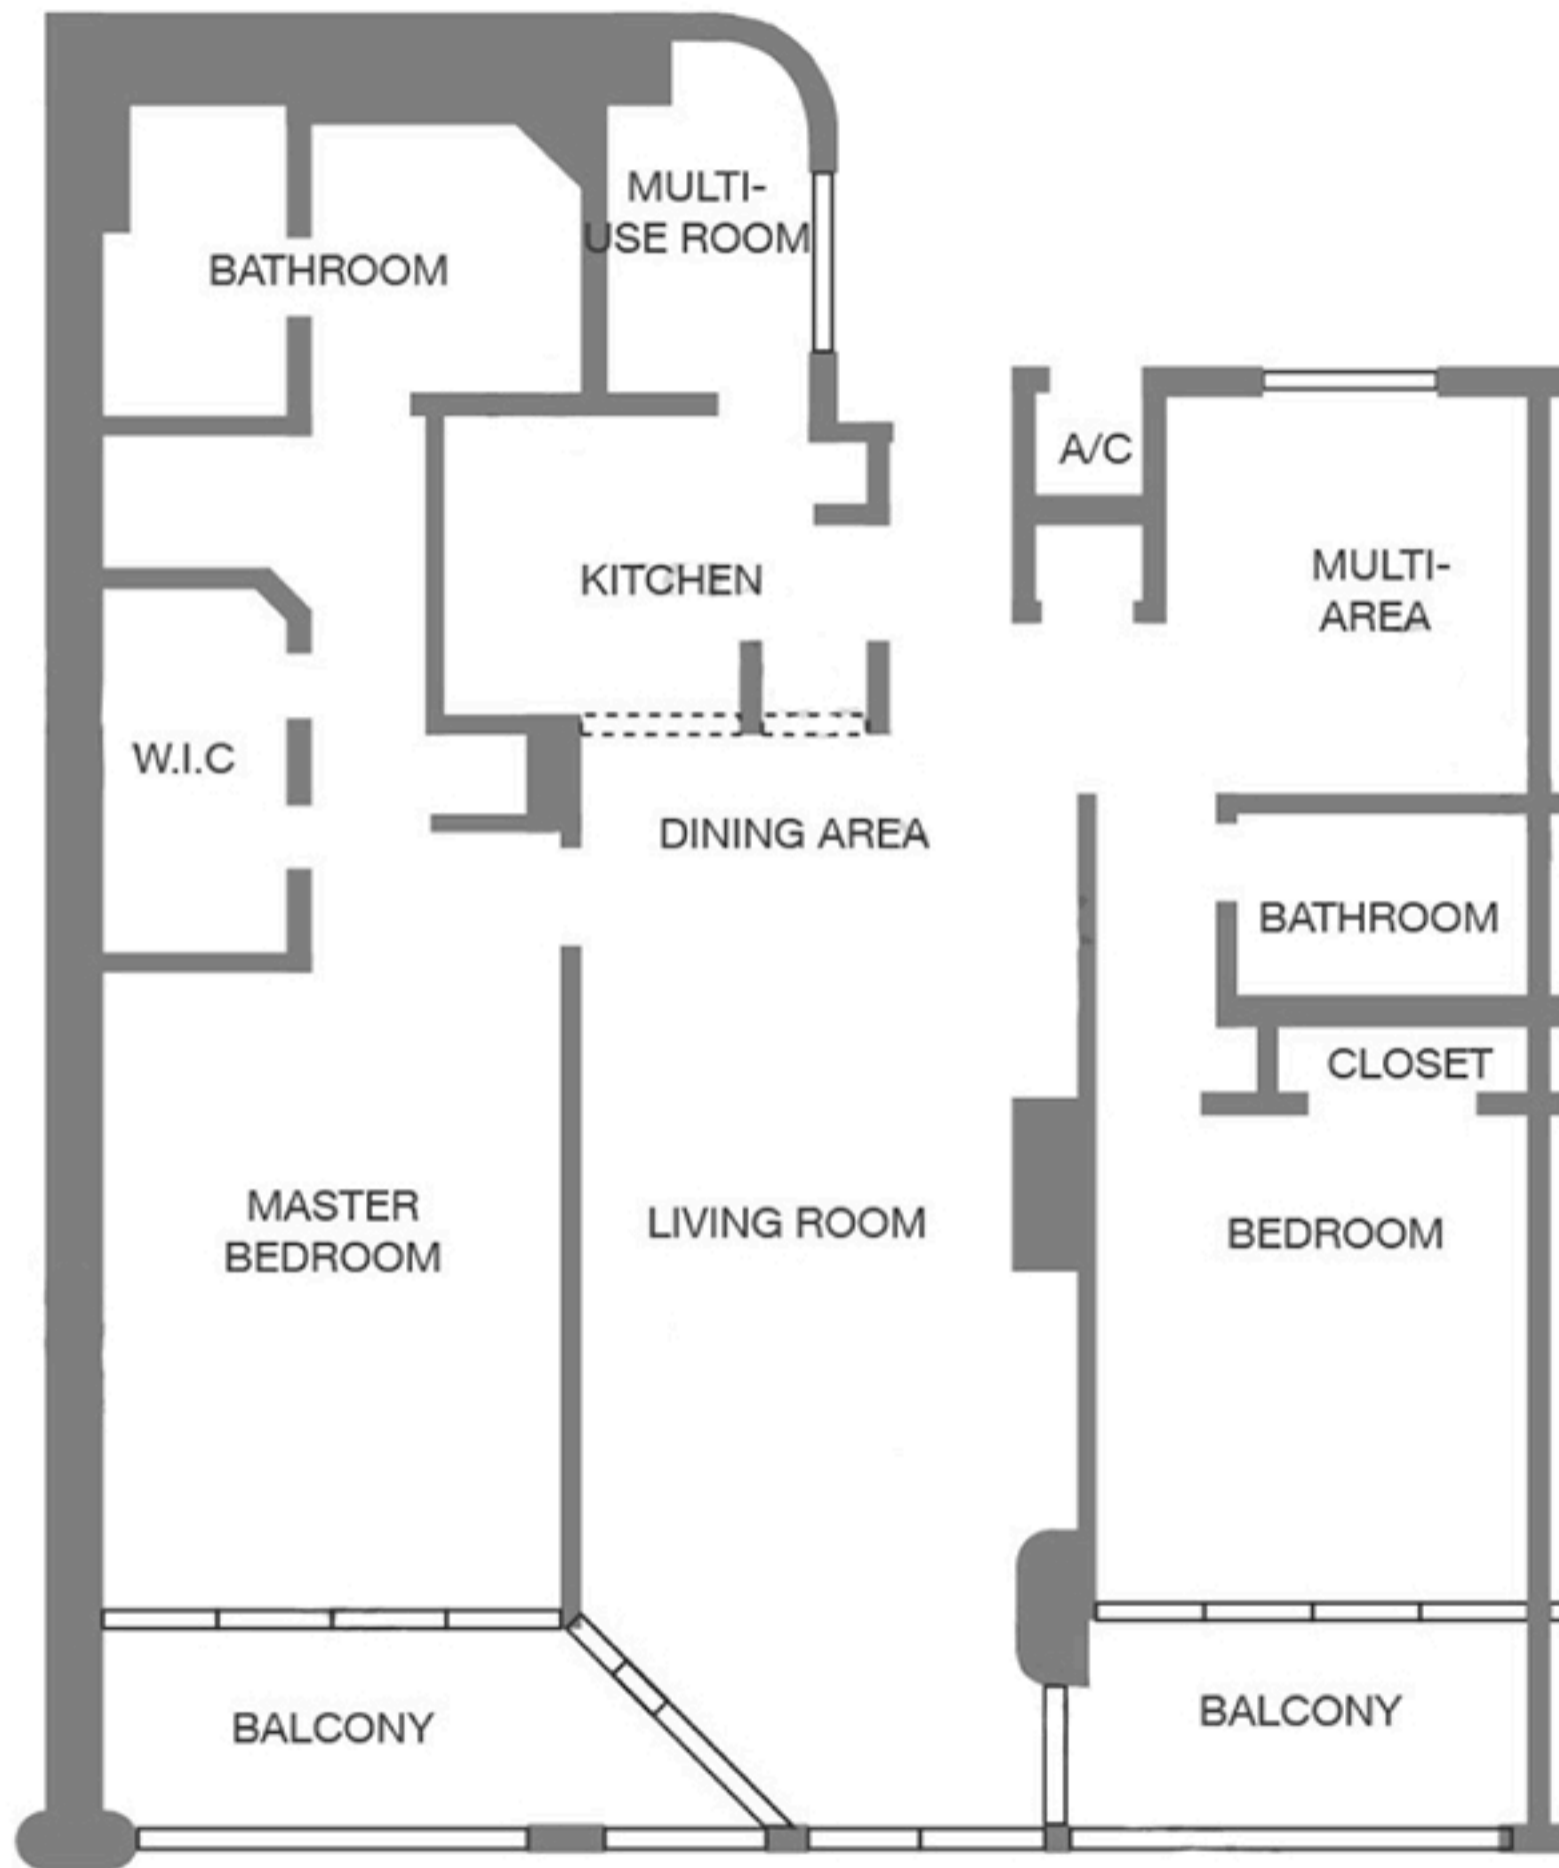 MULTI-
USE ROOM
BATHROOM
A/C
KITCHEN
MULTI-
AREA
W.I.C
DINING AREA
BATHROOM
CLOSET
MASTER
BEDROOM
LIVING ROOM
BEDROOM
BALCONY
BALCONY